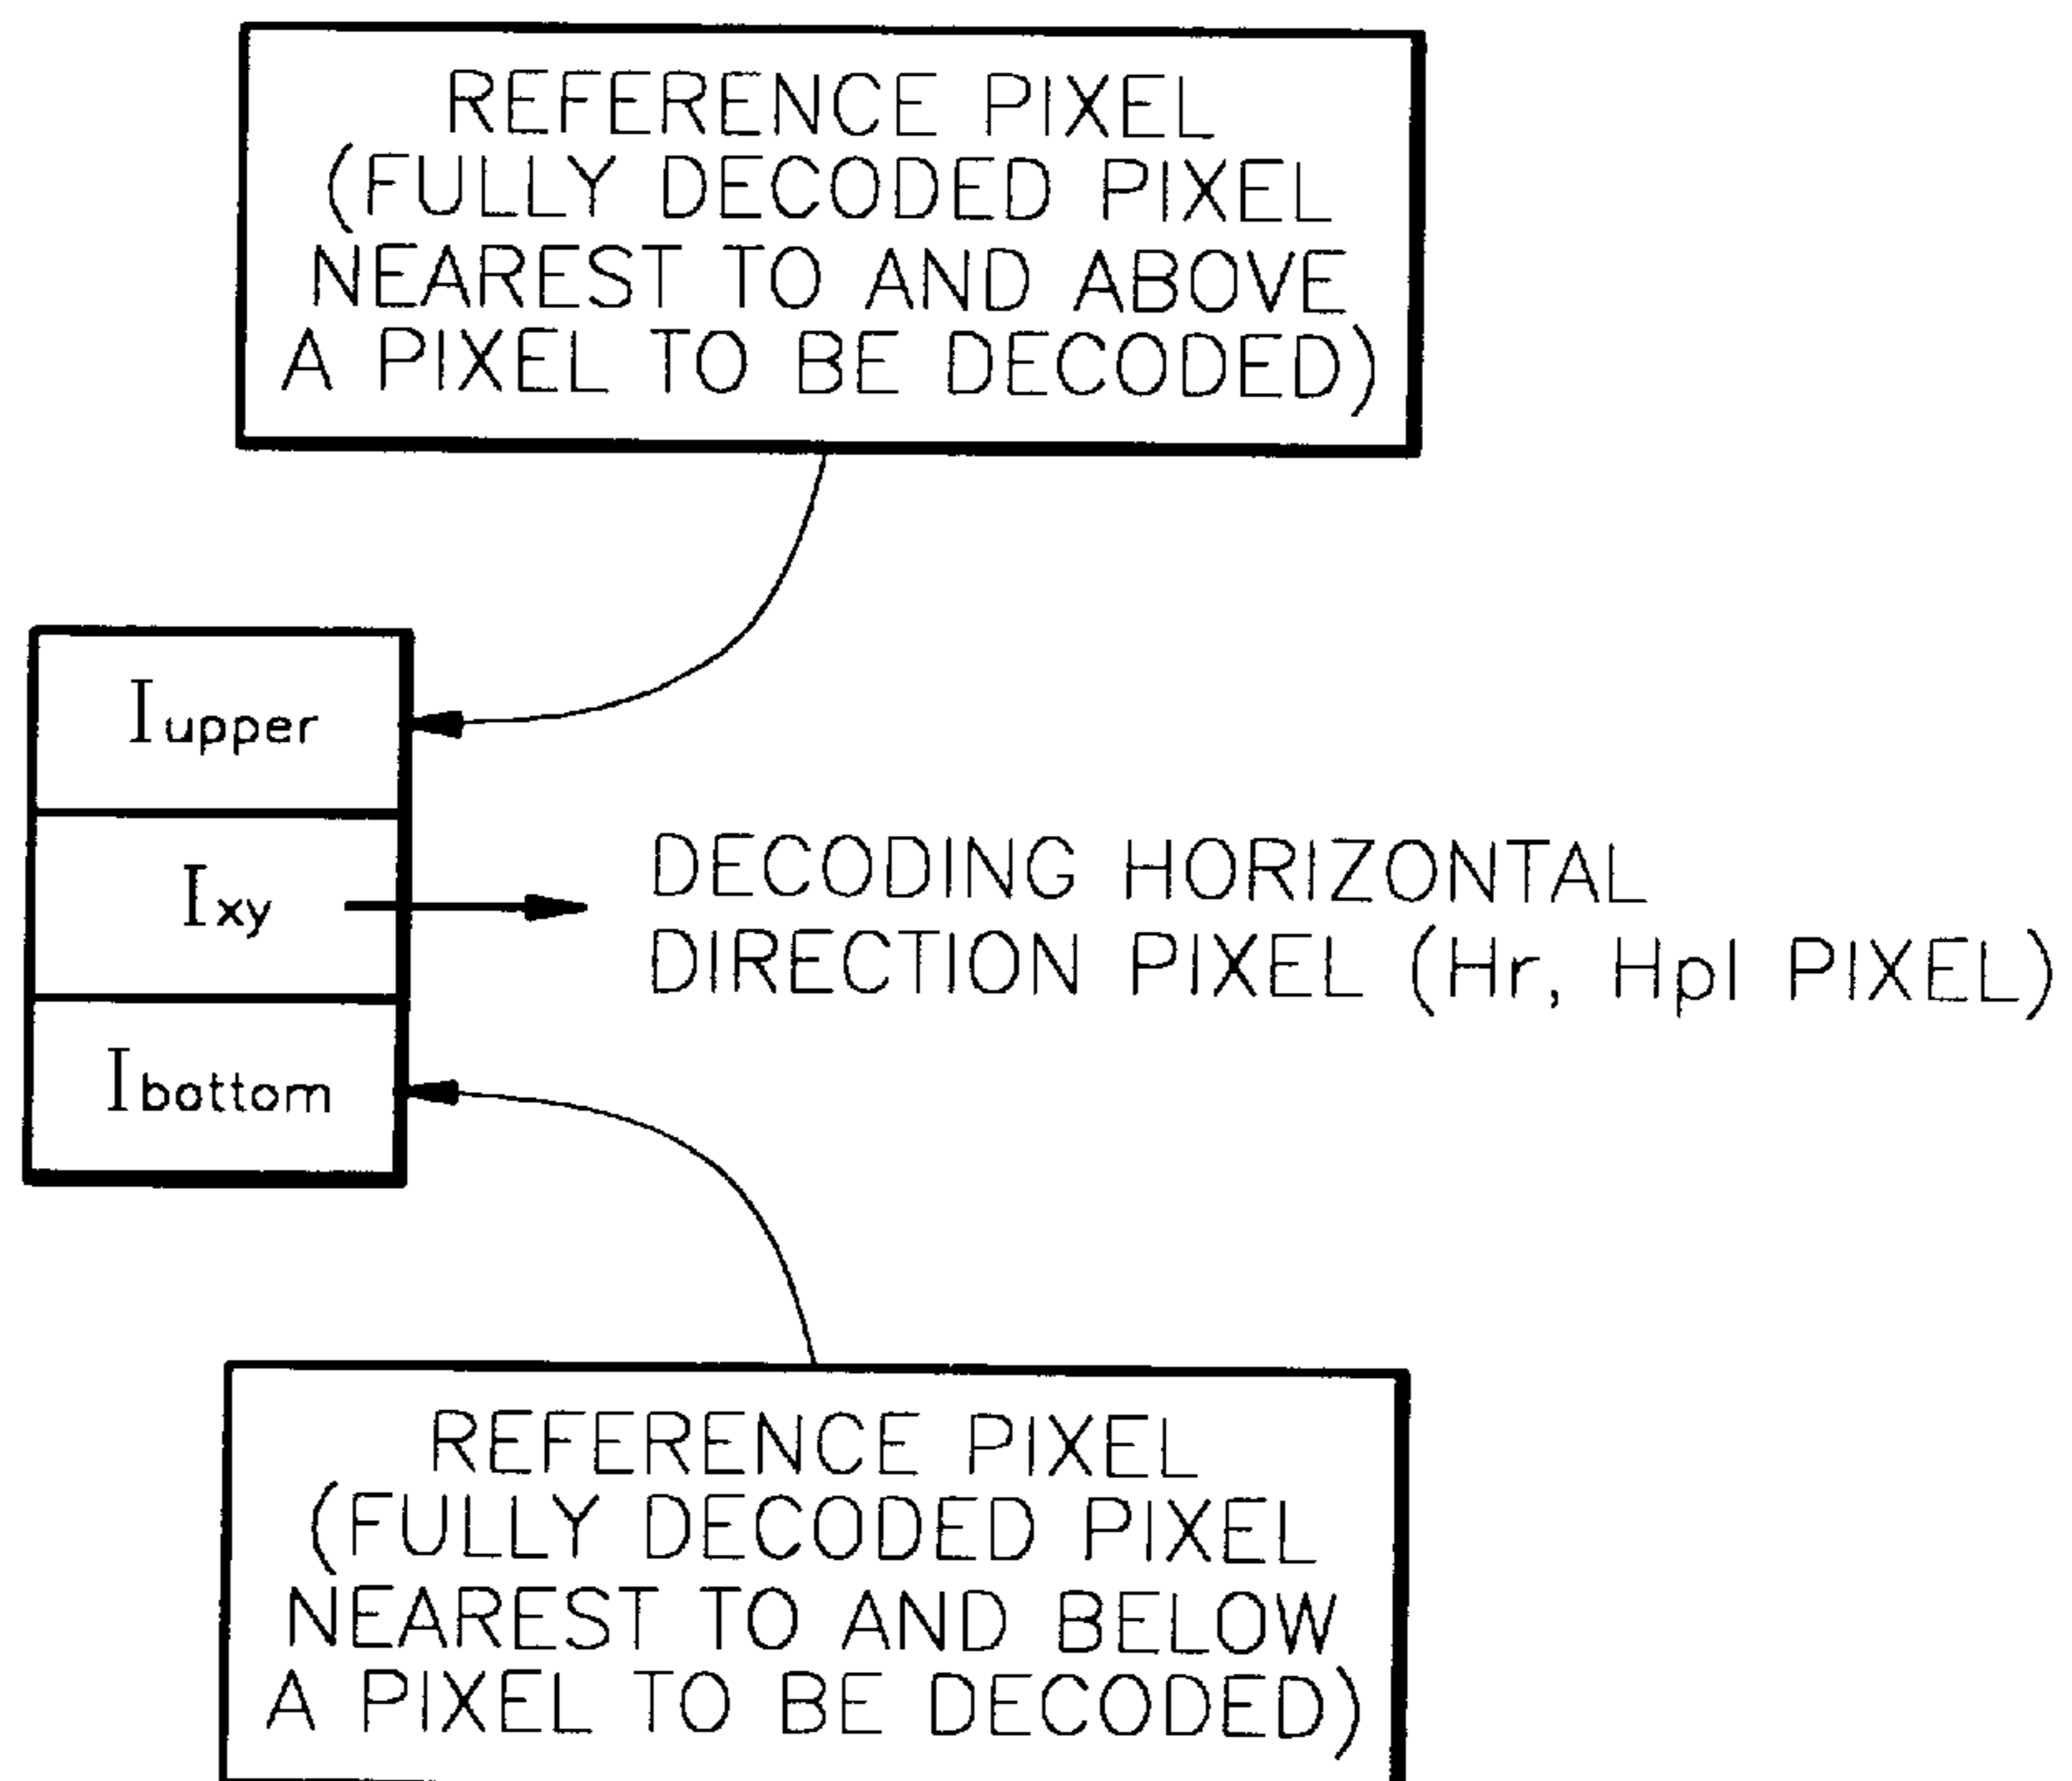 REFERENCE PIXEL
(FULLY DECODED PIXEL
NEAREST TO AND ABOVE
A PIXEL TO BE DECODED)
Iupper
Ixy
DECODING HORIZONTAL
DIRECTION PIXEL (Hr, Hpl PIXEL)
Ibottom
REFERENCE PIXEL
(FULLY DECODED PIXEL
NEAREST TO AND BELOW
A PIXEL TO BE DECODED)